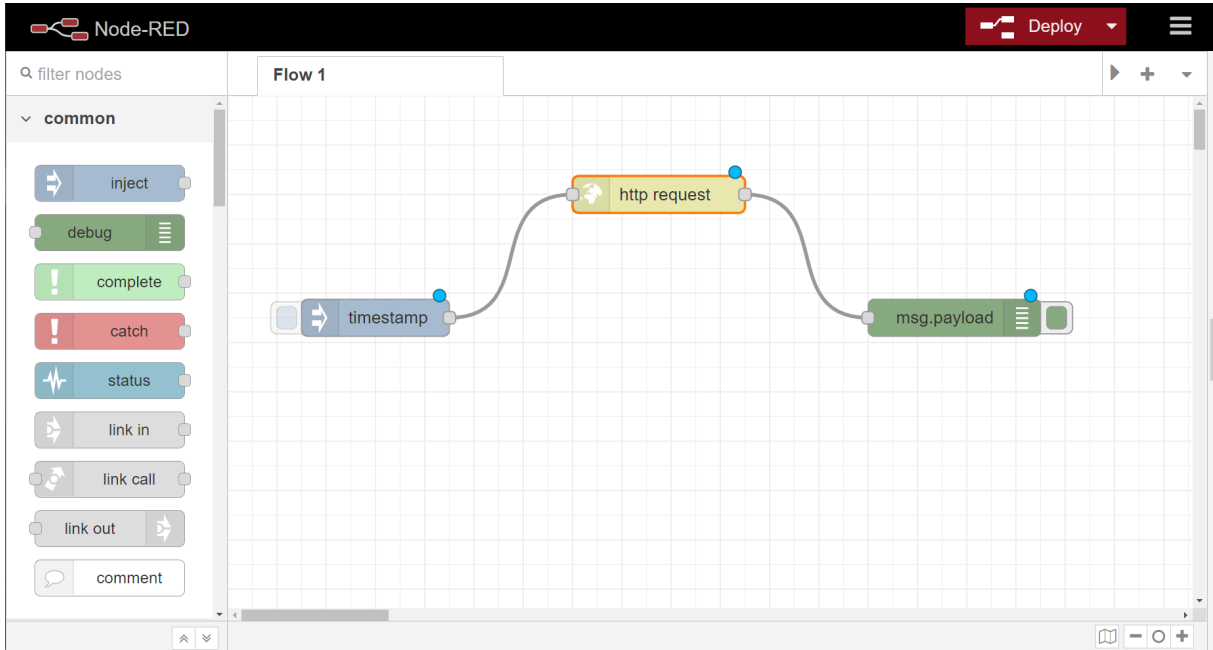 Node-RED
Deploy
filter nodes
Flow 1
common
inject
debug
complete
catch
status
link in
link call
link out
comment
http request
timestamp
msg.payload